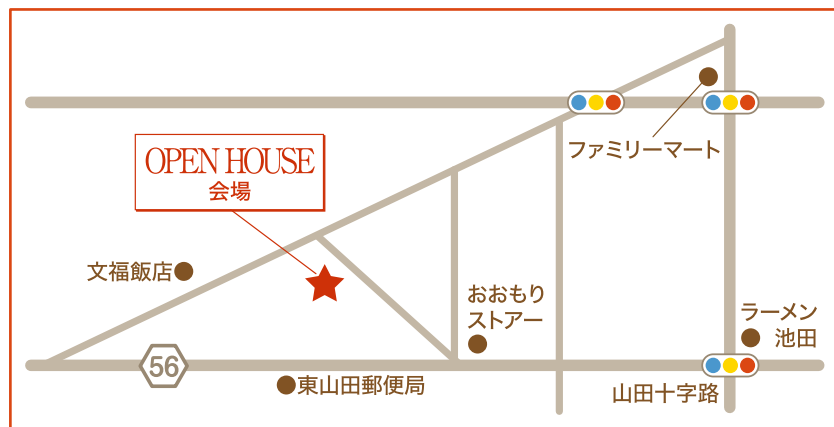 OPEN HOUSE
会場
ファミリーマート
文福飯店
おおもり
ストアー
ラーメン
池田
56
東山田郵便局
山田十字路